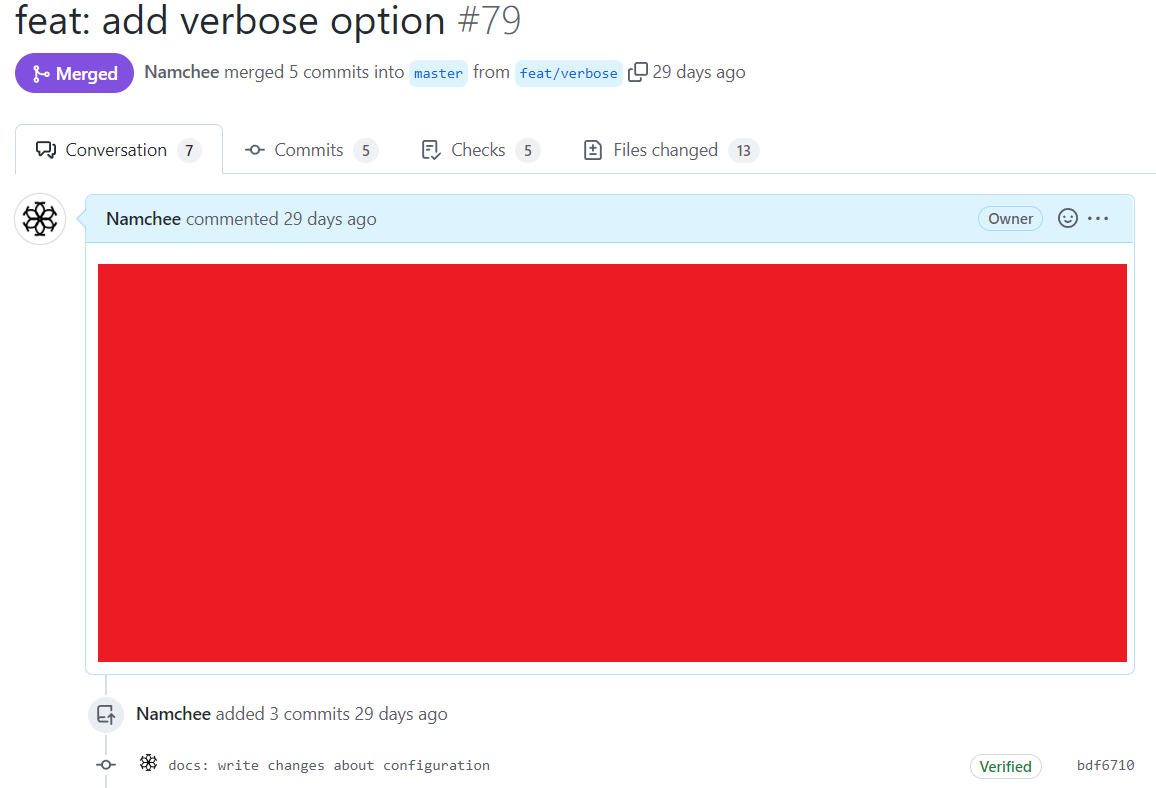 feat: add verbose option #79
Merged Namchee merged 5 commits into master from feat/verbose 29 days ago
Conversation 7 Commits 5 Checks 5 Files changed 13
Namchee commented 29 days ago Owner
Namchee added 3 commits 29 days ago
docs: write changes about configuration Verified bdf6710